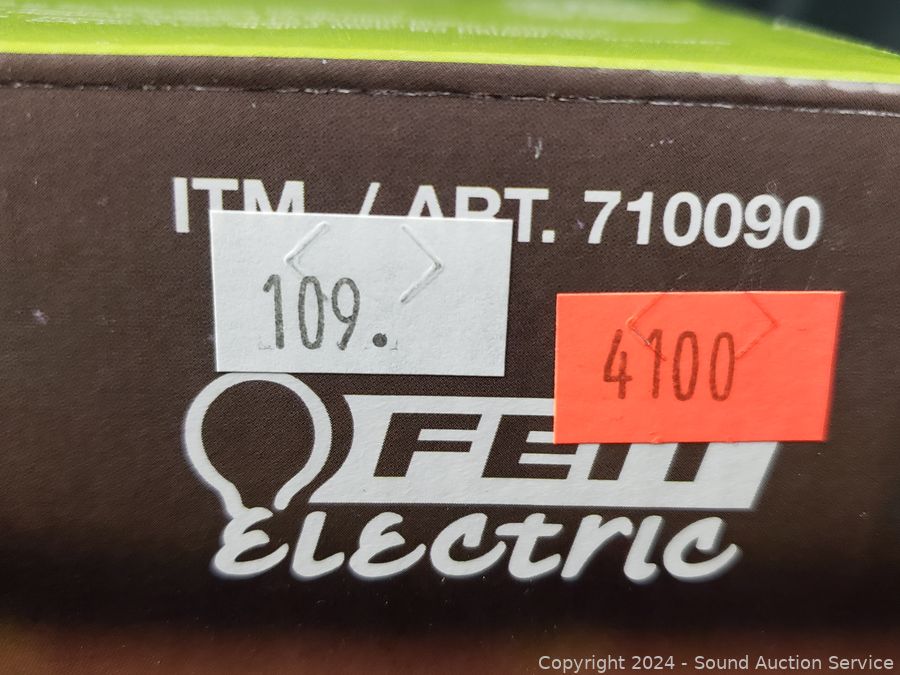 ITM. / ART. 710090
109.
4100
FEIT
ELECTRIC
Copyright 2024 - Sound Auction Service